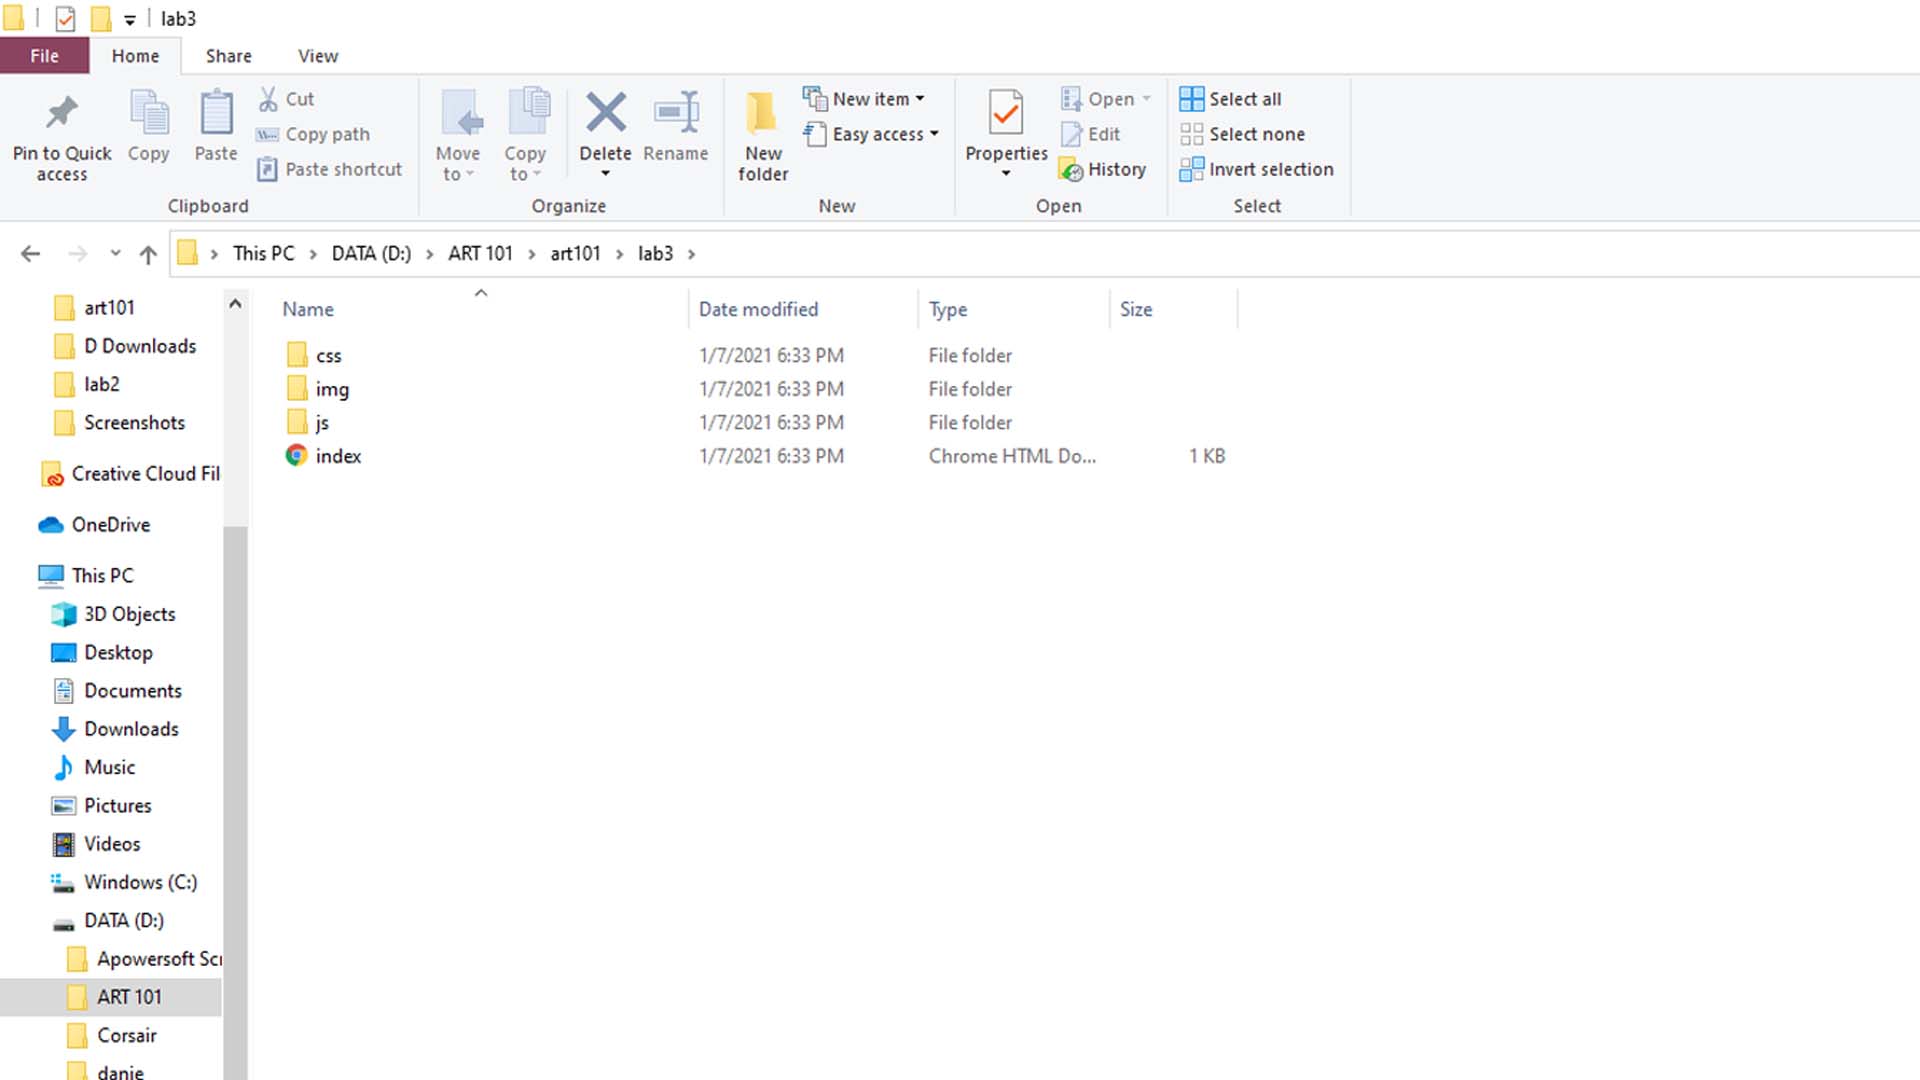 lab3
File Home Share View
Pin to Quick access
Copy
Paste
Cut
Copy path
Paste shortcut
Clipboard
Move to
Copy to
Delete
Rename
Organize
New folder
New item
Easy access
New
Properties
Open
Edit
History
Open
Select all
Select none
Invert selection
Select
This PC > DATA (D:) > ART 101 > art101 > lab3 >
art101
D Downloads
lab2
Screenshots
Creative Cloud Fil
OneDrive
This PC
3D Objects
Desktop
Documents
Downloads
Music
Pictures
Videos
Windows (C:)
DATA (D:)
Apowersoft Scr
ART 101
Corsair
danie
Name Date modified Type Size
css 1/7/2021 6:33 PM File folder
img 1/7/2021 6:33 PM File folder
js 1/7/2021 6:33 PM File folder
index 1/7/2021 6:33 PM Chrome HTML Do... 1 KB